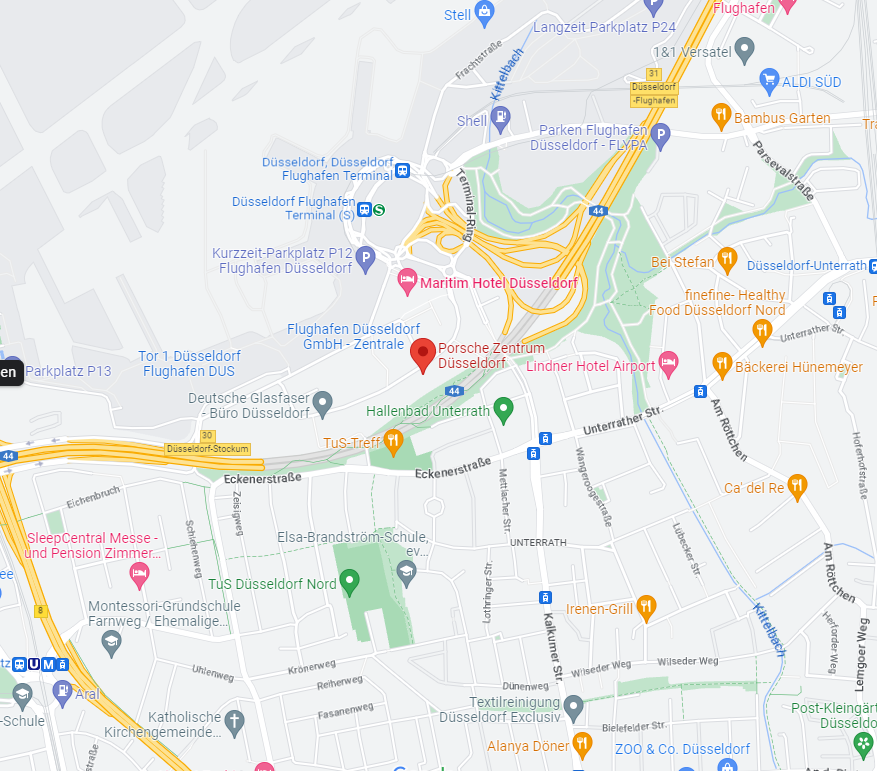 Flughafen
Stell
Langzeit Parkplatz P24
1&1 Versatel
Frachtstraße
Kittelbach
31
Düsseldorf
-Flughafen
ALDI SÜD
Shell
Parken Flughafen
Düsseldorf - FLYPA
Bambus Garten
Parsevalstraße
Düsseldorf, Düsseldorf
Flughafen Terminal
Terminal-Ring
Düsseldorf Flughafen
Terminal (S)
44
Kurzzeit-Parkplatz P12
Flughafen Düsseldorf
Bei Stefan
Düsseldorf-Unterrath
Maritim Hotel Düsseldorf
finefine- Healthy
Food Düsseldorf Nord
Flughafen Düsseldorf
GmbH - Zentrale
Unterrather Str.
Porsche Zentrum
Düsseldorf
Tor 1 Düsseldorf
Flughafen DUS
en
Parkplatz P13
Lindner Hotel Airport
Bäckerei Hünemeyer
44
Deutsche Glasfaser
- Büro Düsseldorf
Hallenbad Unterrath
Unterrather Str.
Am Röttchen
30
Düsseldorf-Stockum
TuS-Treff
44
Eckenerstraße
Eckenerstraße
Hoferhofstraße
Eichenbruch
Zeisigweg
Mettlacher Str.
Wangeroogestraße
Ca' del Re
SleepCentral Messe -
und Pension Zimmer...
Schienenweg
Elsa-Brandström-Schule,
ev...
UNTERRATH
Lübecker Str.
Am Röttchen
TuS Düsseldorf Nord
Lothringer Str.
ee
8
Montessori-Grundschule
Farnweg / Ehemalige...
Irenen-Grill
Kalkumer Str.
Kittelbach
Herforder Weg
Lemgoer Weg
tz
U
M
Uhlenweg
Krönerweg
Wilseder Weg
Wilseder Weg
Reiherweg
Dünenweg
Aral
-Schule
Fasanenweg
Katholische
Kirchengemeinde...
Textilreinigung
Düsseldorf Exclusiv
Bielefelder Str.
Post-Kleingärt
Düsseldo
Alanya Döner
ZOO & Co. Düsseldorf